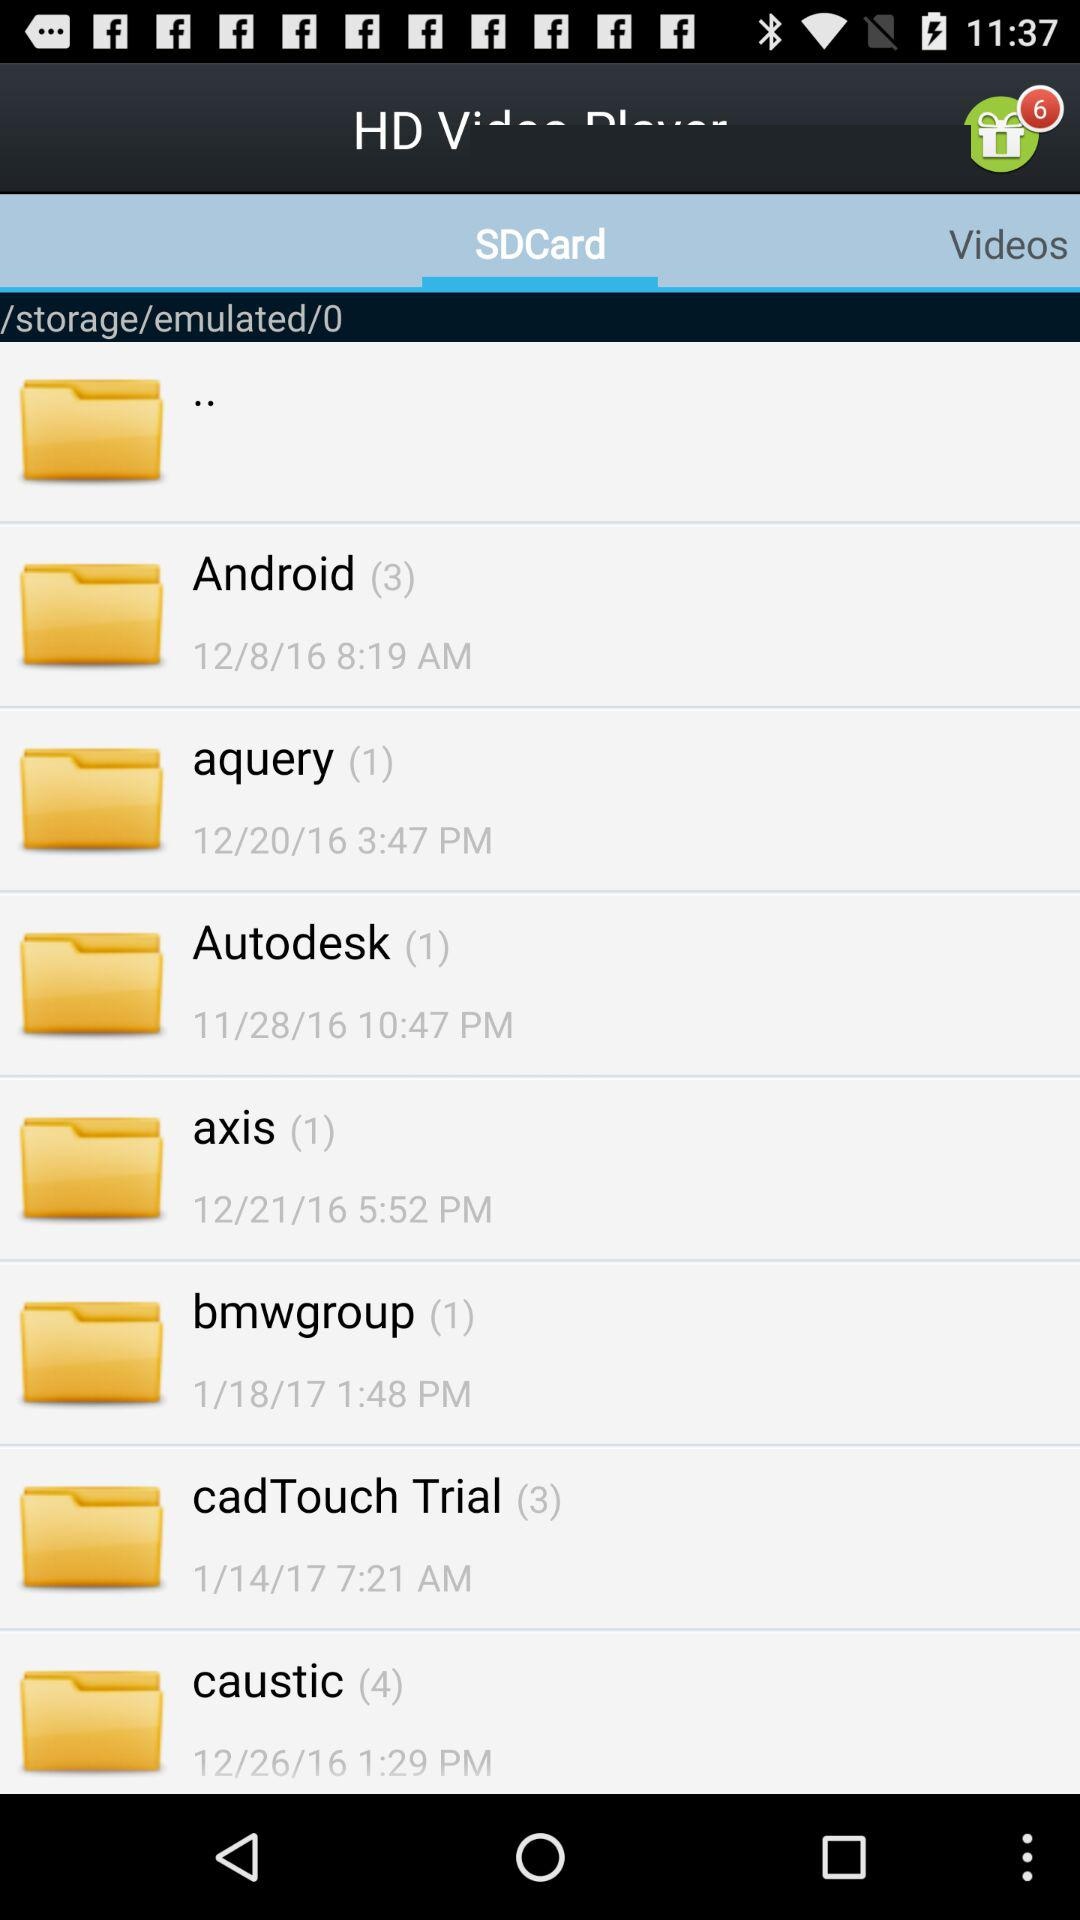 11:37
HD Video Player
6
SDCard
Videos
/storage/emulated/0
..
Android (3)
12/8/16 8:19 AM
aquery (1)
12/20/16 3:47 PM
Autodesk (1)
11/28/16 10:47 PM
axis (1)
12/21/16 5:52 PM
bmwgroup (1)
1/18/17 1:48 PM
cadTouch Trial (3)
1/14/17 7:21 AM
caustic (4)
12/26/16 1:29 PM